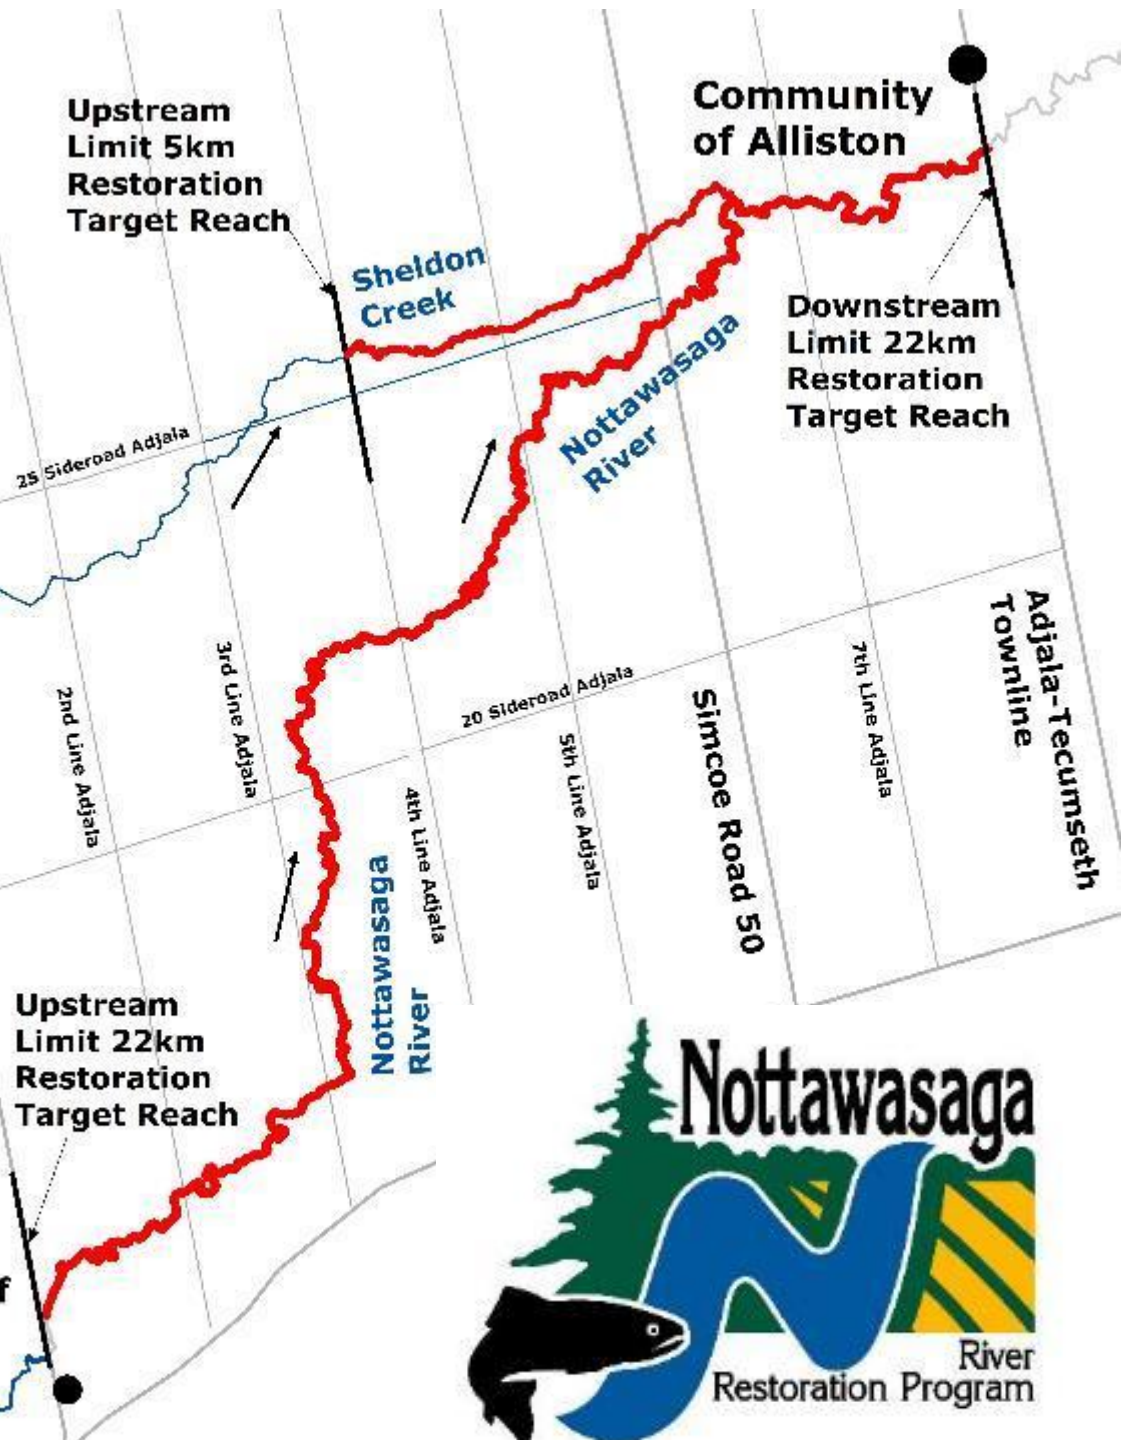 Community
of Alliston
Upstream
Limit 5km
Restoration
Target Reach
Sheldon
Creek
Downstream
Limit 22km
Restoration
Target Reach
Nottawasaga
River
25 Sideroad Adjala
Adjala-Tecumseth
Townline
3rd Line Adjala
7th Line Adjala
20 Sideroad Adjala
2nd Line Adjala
Simcoe Road 50
5th Line Adjala
4th Line Adjala
Nottawasaga
River
Upstream
Limit 22km
Restoration
Target Reach
f
Nottawasaga
River
Restoration Program